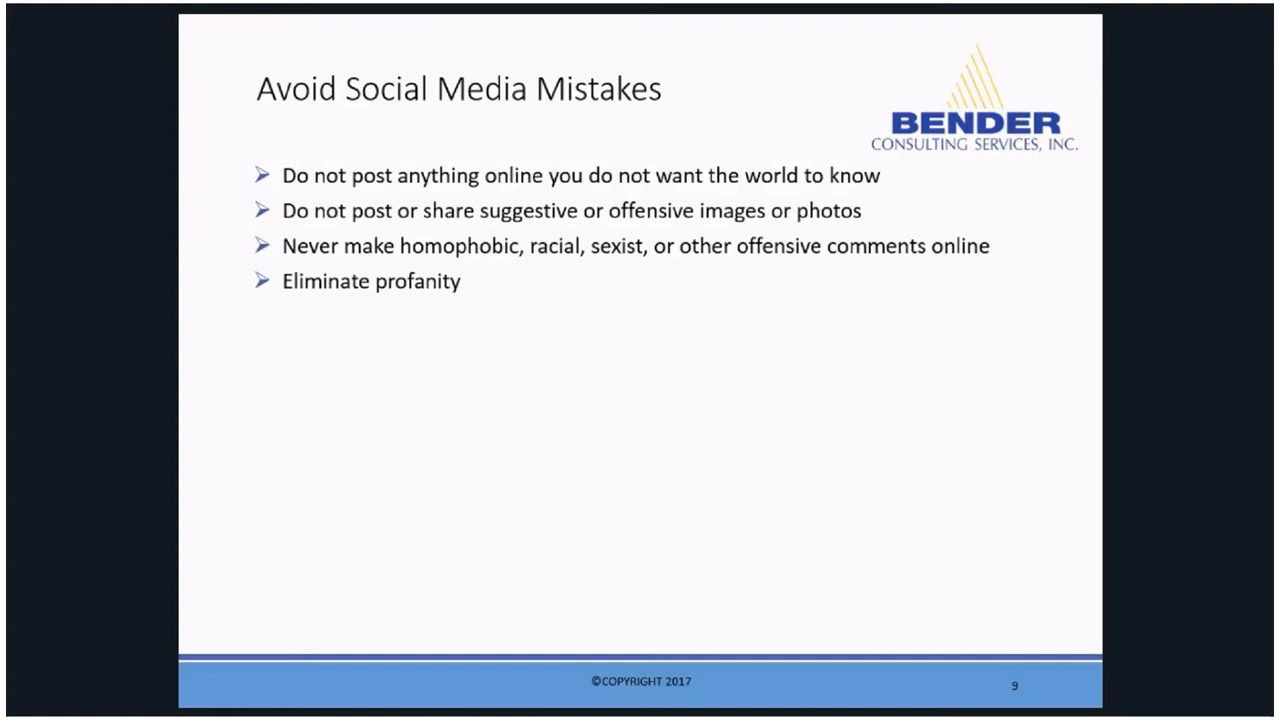 Avoid Social Media Mistakes
BENDER
CONSULTING SERVICES, INC.
Do not post anything online you do not want the world to know
Do not post or share suggestive or offensive images or photos
Never make homophobic, racial, sexist, or other offensive comments online
Eliminate profanity
©COPYRIGHT 2017
9